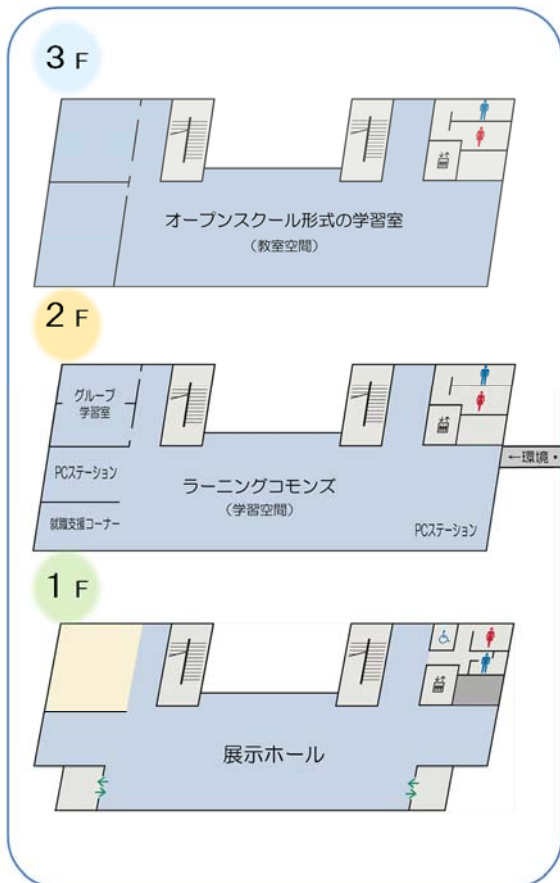 3 F
オープンスクール形式の学習室
（教室空間）
2 F
グループ
学習室
PCステーション
就職支援コーナー
ラーニングコモンズ
（学習空間）
PCステーション
←環境・
1 F
展示ホール